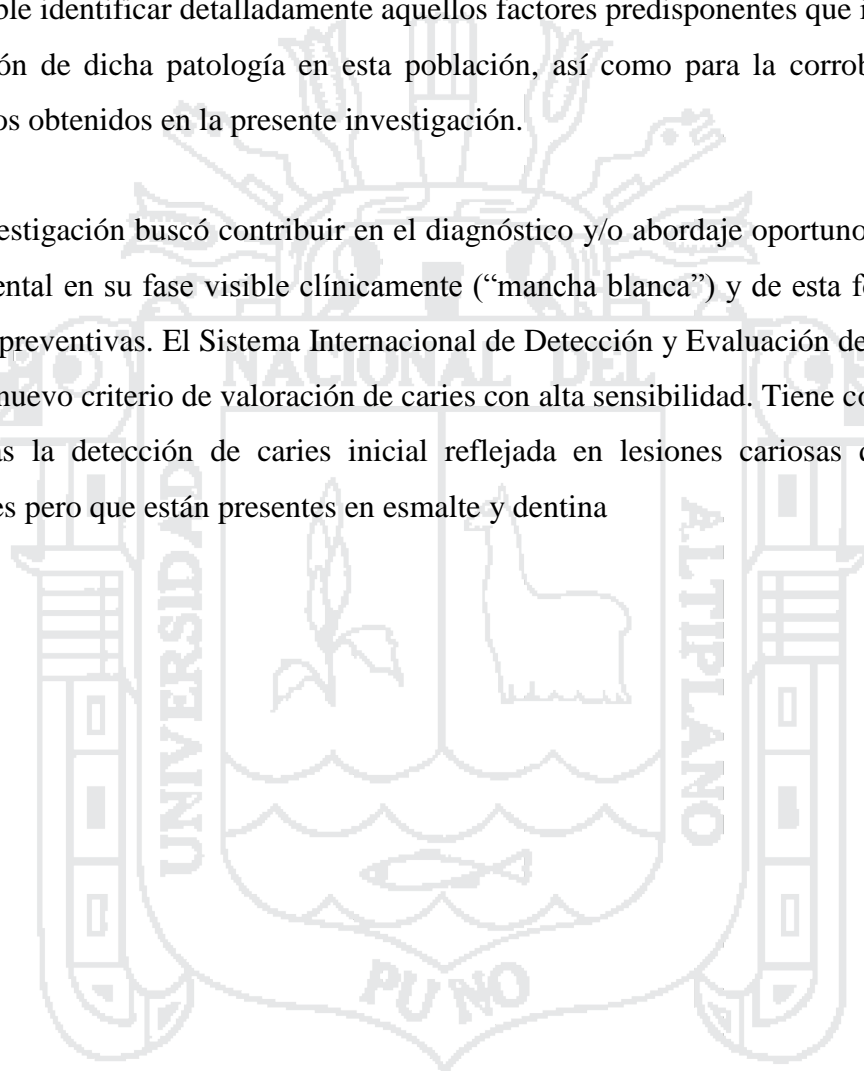 ble identificar detalladamente aquellos factores predisponentes que
ón de dicha patología en esta población, así como para la corrob
os obtenidos en la presente investigación.
estigación buscó contribuir en el diagnóstico y/o abordaje oportuno
ental en su fase visible clínicamente (“mancha blanca”) y de esta f
preventivas. El Sistema Internacional de Detección y Evaluación de
nuevo criterio de valoración de caries con alta sensibilidad. Tiene co
as la detección de caries inicial reflejada en lesiones cariosas
es pero que están presentes en esmalte y dentina
NACIONAL DEL
UNIVERSIDAD
ALTIPLANO
PUNO